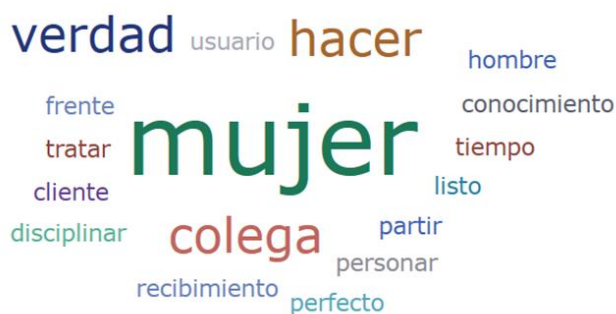 verdad usuario hacer
hombre
frente
conocimiento
mujer
tratar
tiempo
cliente
listo
disciplinar
colega
partir
personar
recibimiento
perfecto